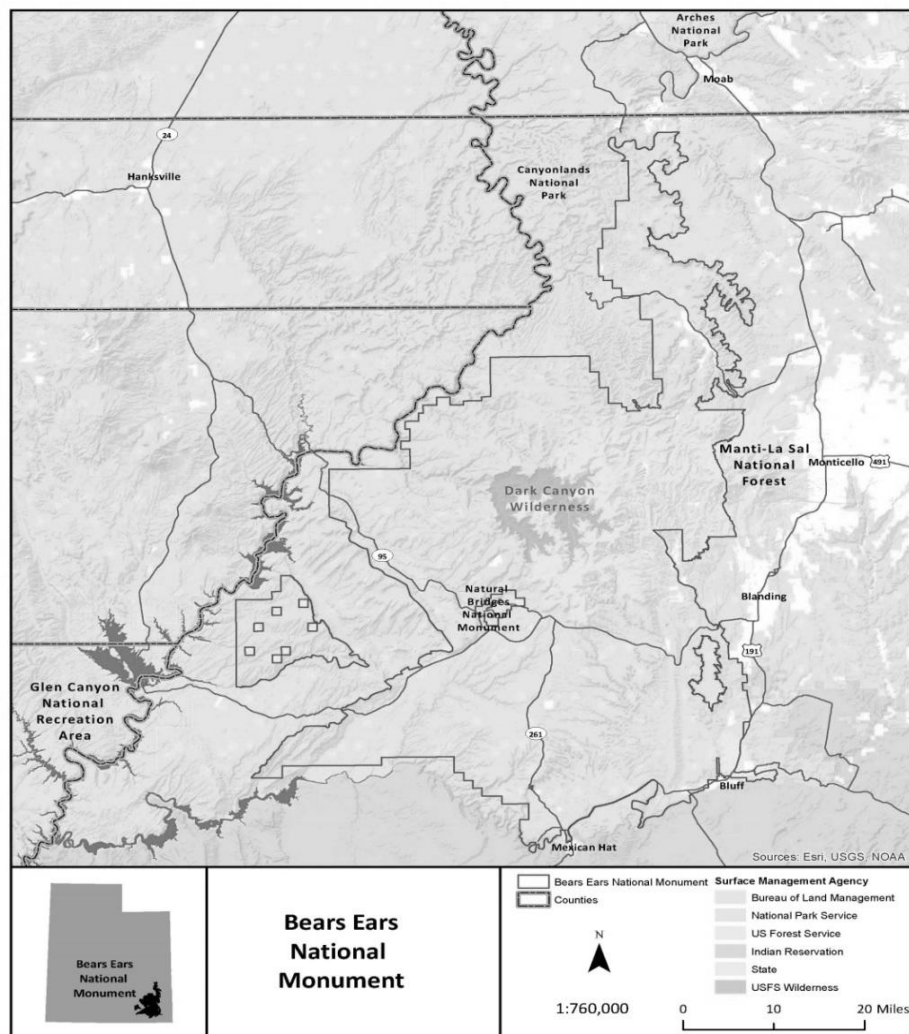 Arches
National
Park
Moab
24
Hanksville
Canyonlands
National
Park
Manti-La Sal
National
Forest
Monticello
491
Dark Canyon
Wilderness
95
Natural
Bridges
National
Monument
Blanding
191
Glen Canyon
National
Recreation
Area
261
Bluff
Mexican Hat
Sources: Esri, USGS, NOAA
Bears Ears
National
Monument
Bears Ears
National
Monument
Bears Ears National Monument
Counties
N
1:760,000
Surface Management Agency
Bureau of Land Management
National Park Service
US Forest Service
Indian Reservation
State
USFS Wilderness
0 10 20 Miles